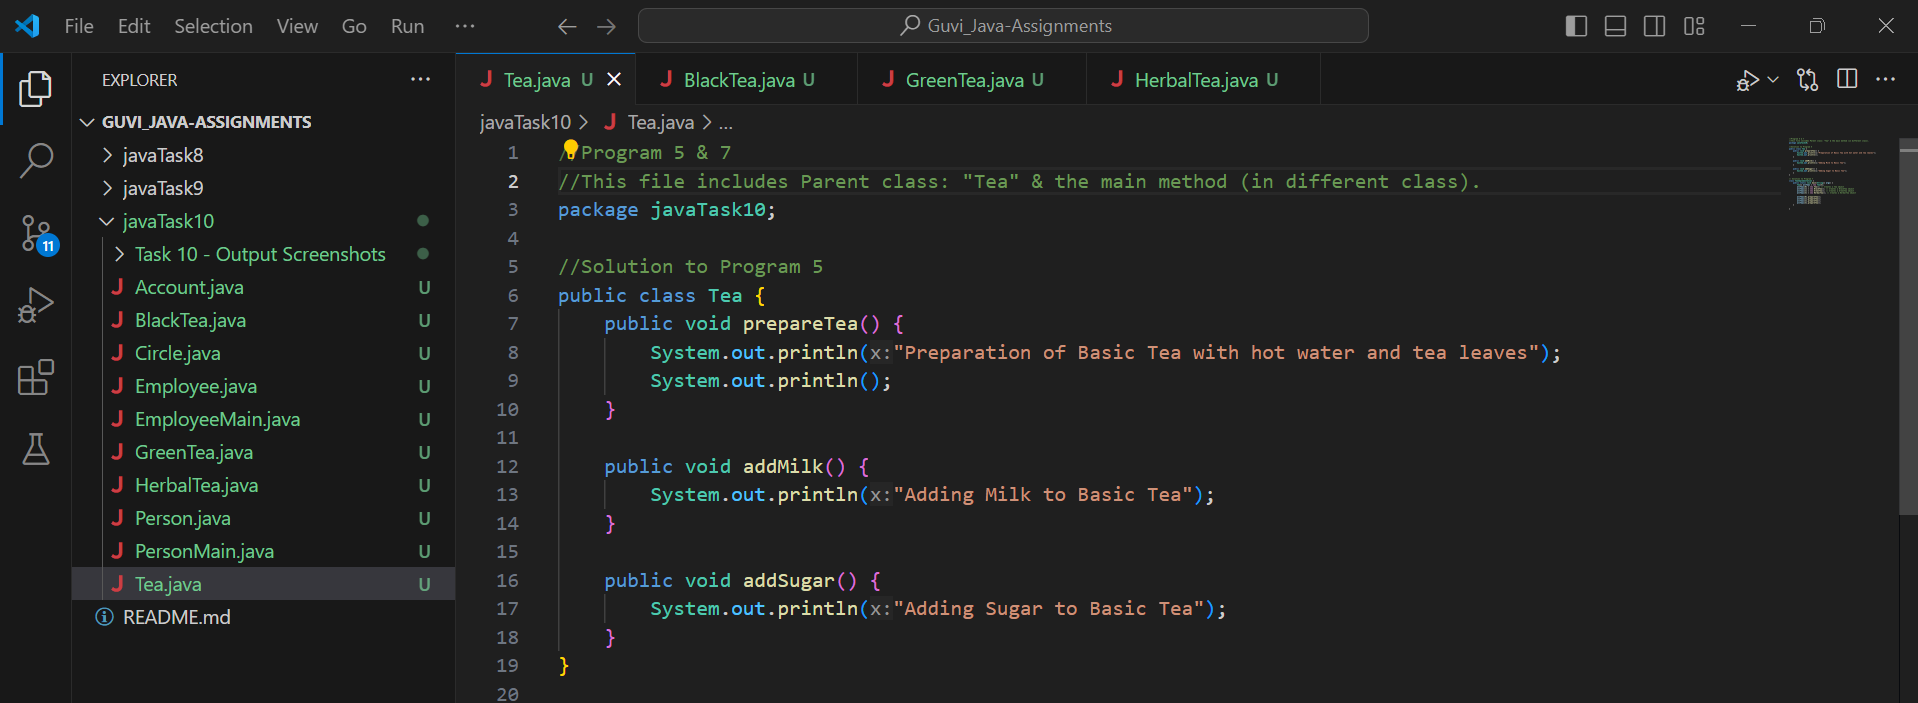 File Edit Selection View Go Run ··· Guvi_Java-Assignments
EXPLORER ···
GUVI_JAVA-ASSIGNMENTS
javaTask8
javaTask9
javaTask10
Task 10 - Output Screenshots
Account.java U
BlackTea.java U
Circle.java U
Employee.java U
EmployeeMain.java U
GreenTea.java U
HerbalTea.java U
Person.java U
PersonMain.java U
Tea.java U
README.md
11
Tea.java U BlackTea.java U GreenTea.java U HerbalTea.java U
javaTask10 > Tea.java > ...
1 //Program 5 & 7
2 //This file includes Parent class: "Tea" & the main method (in different class).
3 package javaTask10;
4
5 //Solution to Program 5
6 public class Tea {
7 public void prepareTea() {
8 System.out.println(x:"Preparation of Basic Tea with hot water and tea leaves");
9 System.out.println();
10 }
11
12 public void addMilk() {
13 System.out.println(x:"Adding Milk to Basic Tea");
14 }
15
16 public void addSugar() {
17 System.out.println(x:"Adding Sugar to Basic Tea");
18 }
19 }
20